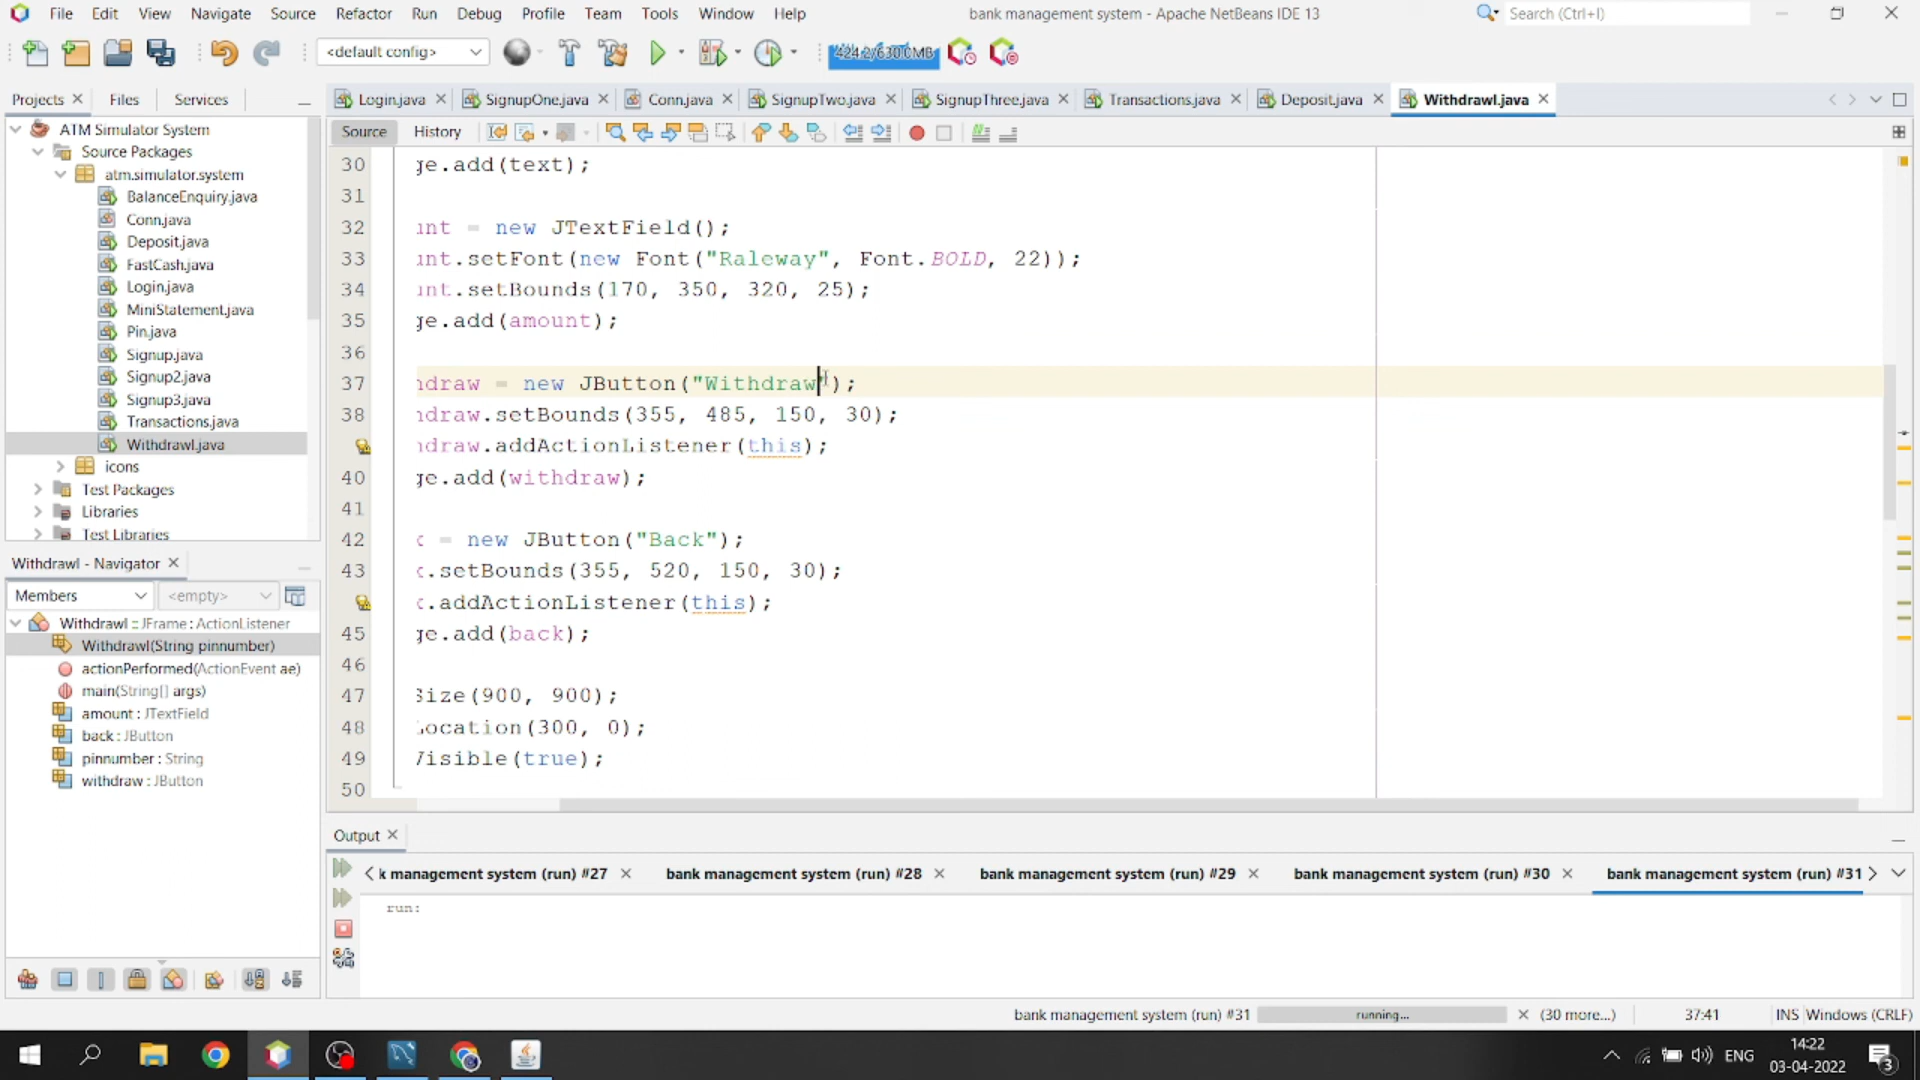 File Edit View Navigate Source Refactor Run Debug Profile Team Tools Window Help
bank management system - Apache NetBeans IDE 13
Search (Ctrl+I)
<default config>
424.2/630.0MB
Projects Files Services
Login.java SignupOne.java Conn.java SignupTwo.java SignupThree.java Transactions.java Deposit.java Withdrawl.java
Source History
ATM Simulator System
Source Packages
atm.simulator.system
BalanceEnquiry.java
Conn.java
Deposit.java
FastCash.java
Login.java
MiniStatement.java
Pin.java
Signup.java
Signup2.java
Signup3.java
Transactions.java
Withdrawl.java
icons
Test Packages
Libraries
Test Libraries
30 ge.add(text);
31
32 unt = new JTextField();
33 unt.setFont(new Font("Raleway", Font.BOLD, 22));
34 unt.setBounds(170, 350, 320, 25);
35 ge.add(amount);
36
37 hdraw = new JButton("Withdraw");
38 hdraw.setBounds(355, 485, 150, 30);
hdraw.addActionListener(this);
40 ge.add(withdraw);
41
42 k = new JButton("Back");
43 k.setBounds(355, 520, 150, 30);
k.addActionListener(this);
45 ge.add(back);
46
47 Size(900, 900);
48 Location(300, 0);
49 Visible(true);
50
Withdrawl - Navigator
Members <empty>
Withdrawl :: JFrame : ActionListener
Withdrawl(String pinnumber)
actionPerformed(ActionEvent ae)
main(String[] args)
amount : JTextField
back : JButton
pinnumber : String
withdraw : JButton
Output
k management system (run) #27 bank management system (run) #28 bank management system (run) #29 bank management system (run) #30 bank management system (run) #31
run:
bank management system (run) #31 running... (30 more...) 37:41 INS Windows (CRLF)
ENG
14:22
03-04-2022
3